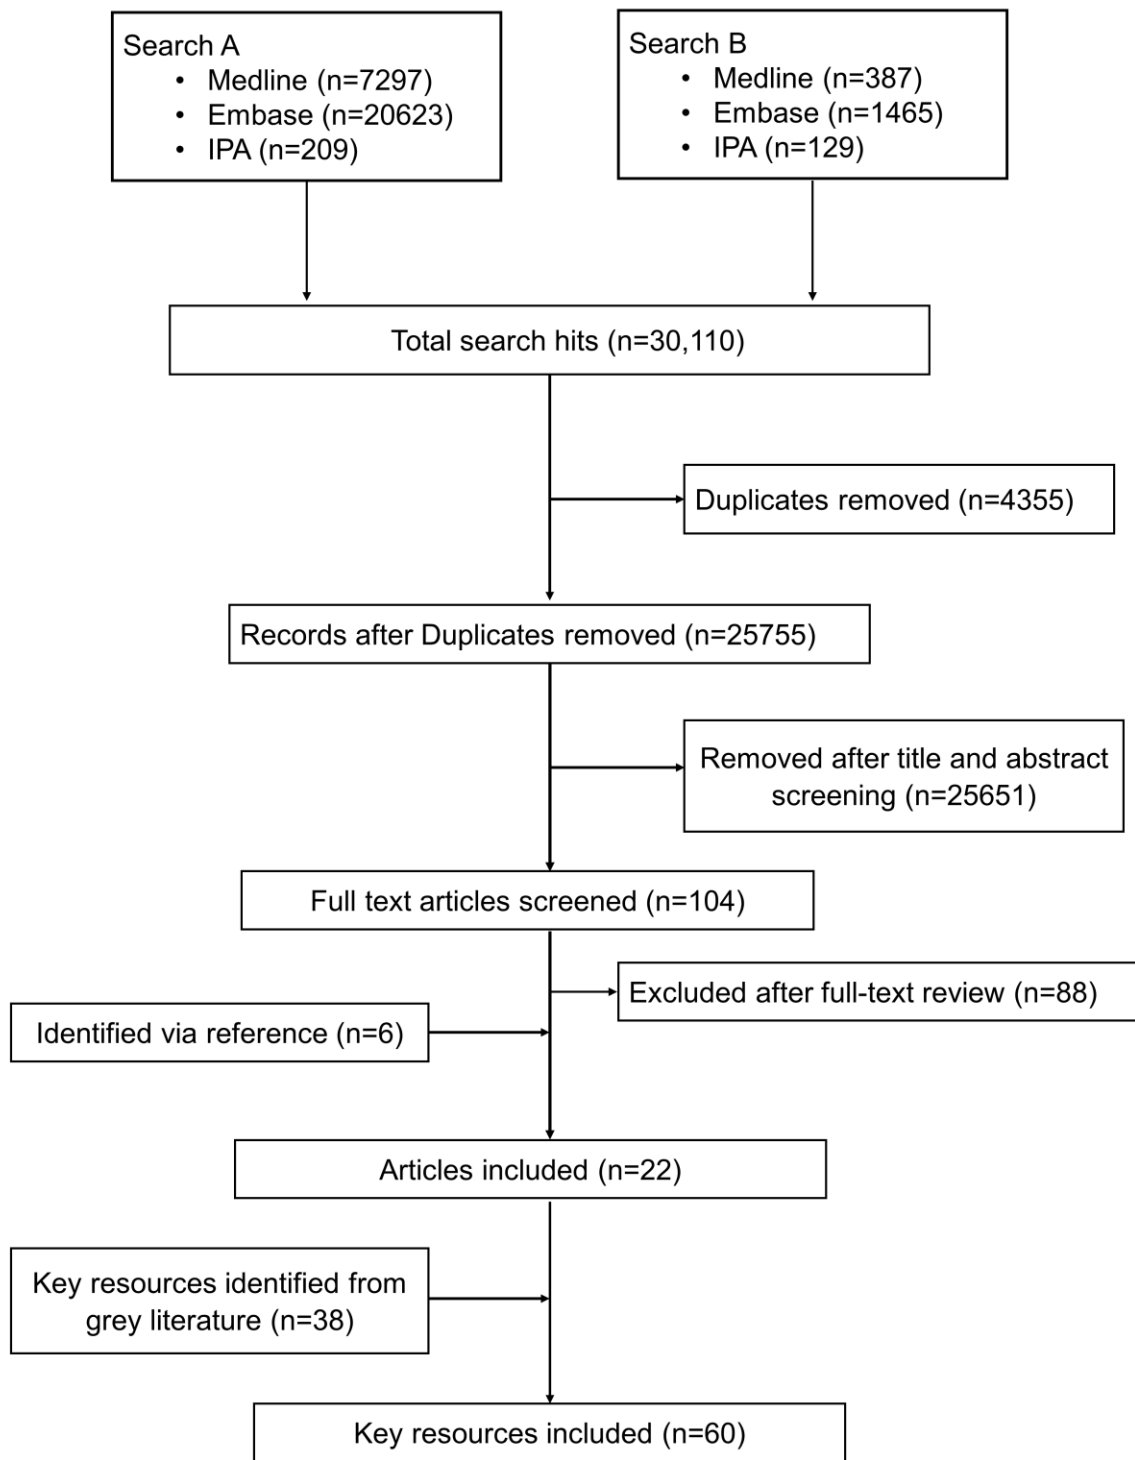 Search A
• Medline (n=7297)
• Embase (n=20623)
• IPA (n=209)
Search B
• Medline (n=387)
• Embase (n=1465)
• IPA (n=129)
Total search hits (n=30,110)
Duplicates removed (n=4355)
Records after Duplicates removed (n=25755)
Removed after title and abstract
screening (n=25651)
Full text articles screened (n=104)
Excluded after full-text review (n=88)
Identified via reference (n=6)
Articles included (n=22)
Key resources identified from
grey literature (n=38)
Key resources included (n=60)